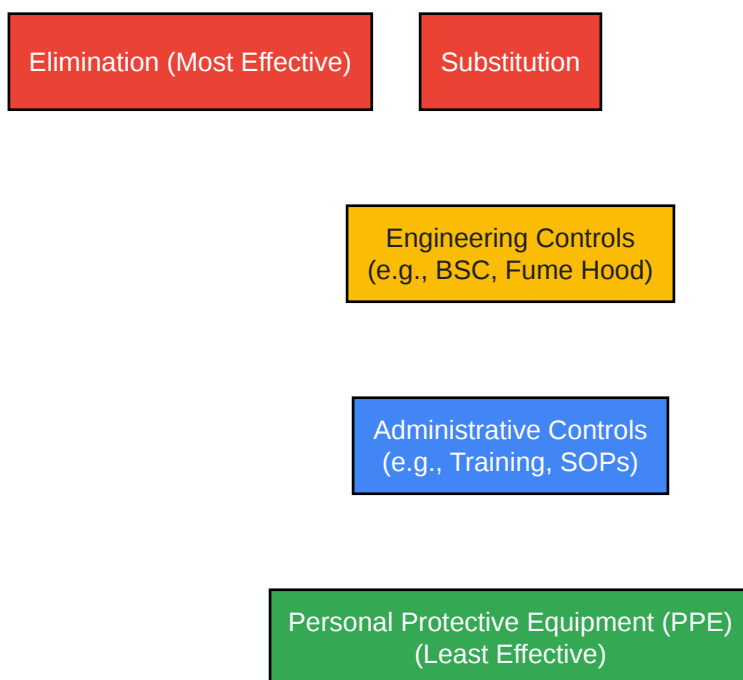 Elimination (Most Effective)
Substitution
Engineering Controls
(e.g., BSC, Fume Hood)
Administrative Controls
(e.g., Training, SOPs)
Personal Protective Equipment (PPE)
(Least Effective)